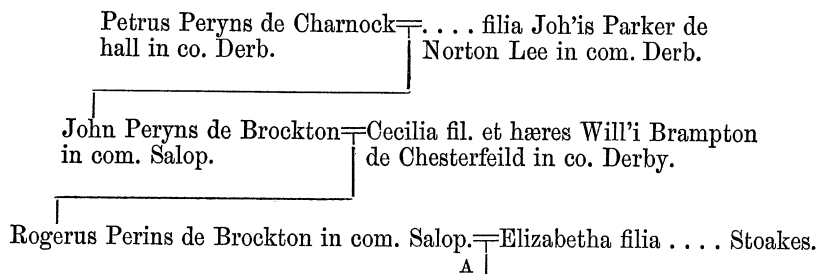 Petrus Peryns de Charnock . . . . filia Joh'is Parker de
hall in co. Derb. Norton Lee in com. Derb.
John Peryns de Brockton Cecilia fil. et hæres Will'i Brampton
in com. Salop. de Chesterfeild in co. Derby.
Rogerus Perins de Brockton in com. Salop. Elizabetha filia . . . . Stoakes.
A